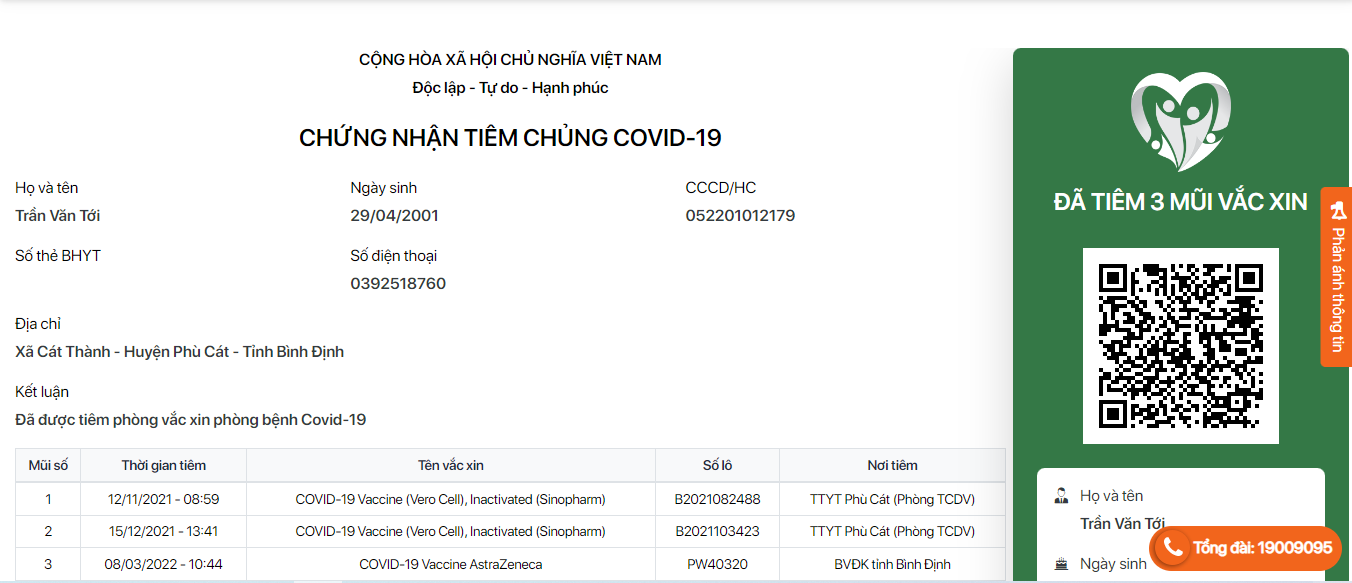 CỘNG HÒA XÃ HỘI CHỦ NGHĨA VIỆT NAM
Độc lập - Tự do - Hạnh phúc
CHỨNG NHẬN TIÊM CHỦNG COVID-19
Họ và tên Ngày sinh CCCD/HC
Trần Văn Tới 29/04/2001 052201012179
Số thẻ BHYT Số điện thoại
0392518760
Địa chỉ
Xã Cát Thành - Huyện Phù Cát - Tỉnh Bình Định
Kết luận
Đã được tiêm phòng vắc xin phòng bệnh Covid-19
Mũi số Thời gian tiêm Tên vắc xin Số lô Nơi tiêm
1 12/11/2021 - 08:59 COVID-19 Vaccine (Vero Cell), Inactivated (Sinopharm) B2021082488 TTYT Phù Cát (Phòng TCDV)
2 15/12/2021 - 13:41 COVID-19 Vaccine (Vero Cell), Inactivated (Sinopharm) B2021103423 TTYT Phù Cát (Phòng TCDV)
3 08/03/2022 - 10:44 COVID-19 Vaccine AstraZeneca PW40320 BVĐK tỉnh Bình Định
ĐÃ TIÊM 3 MŨI VẮC XIN
Phản ánh thông tin
Họ và tên
Trần Văn Tới
Ngày sinh
Tổng đài: 19009095